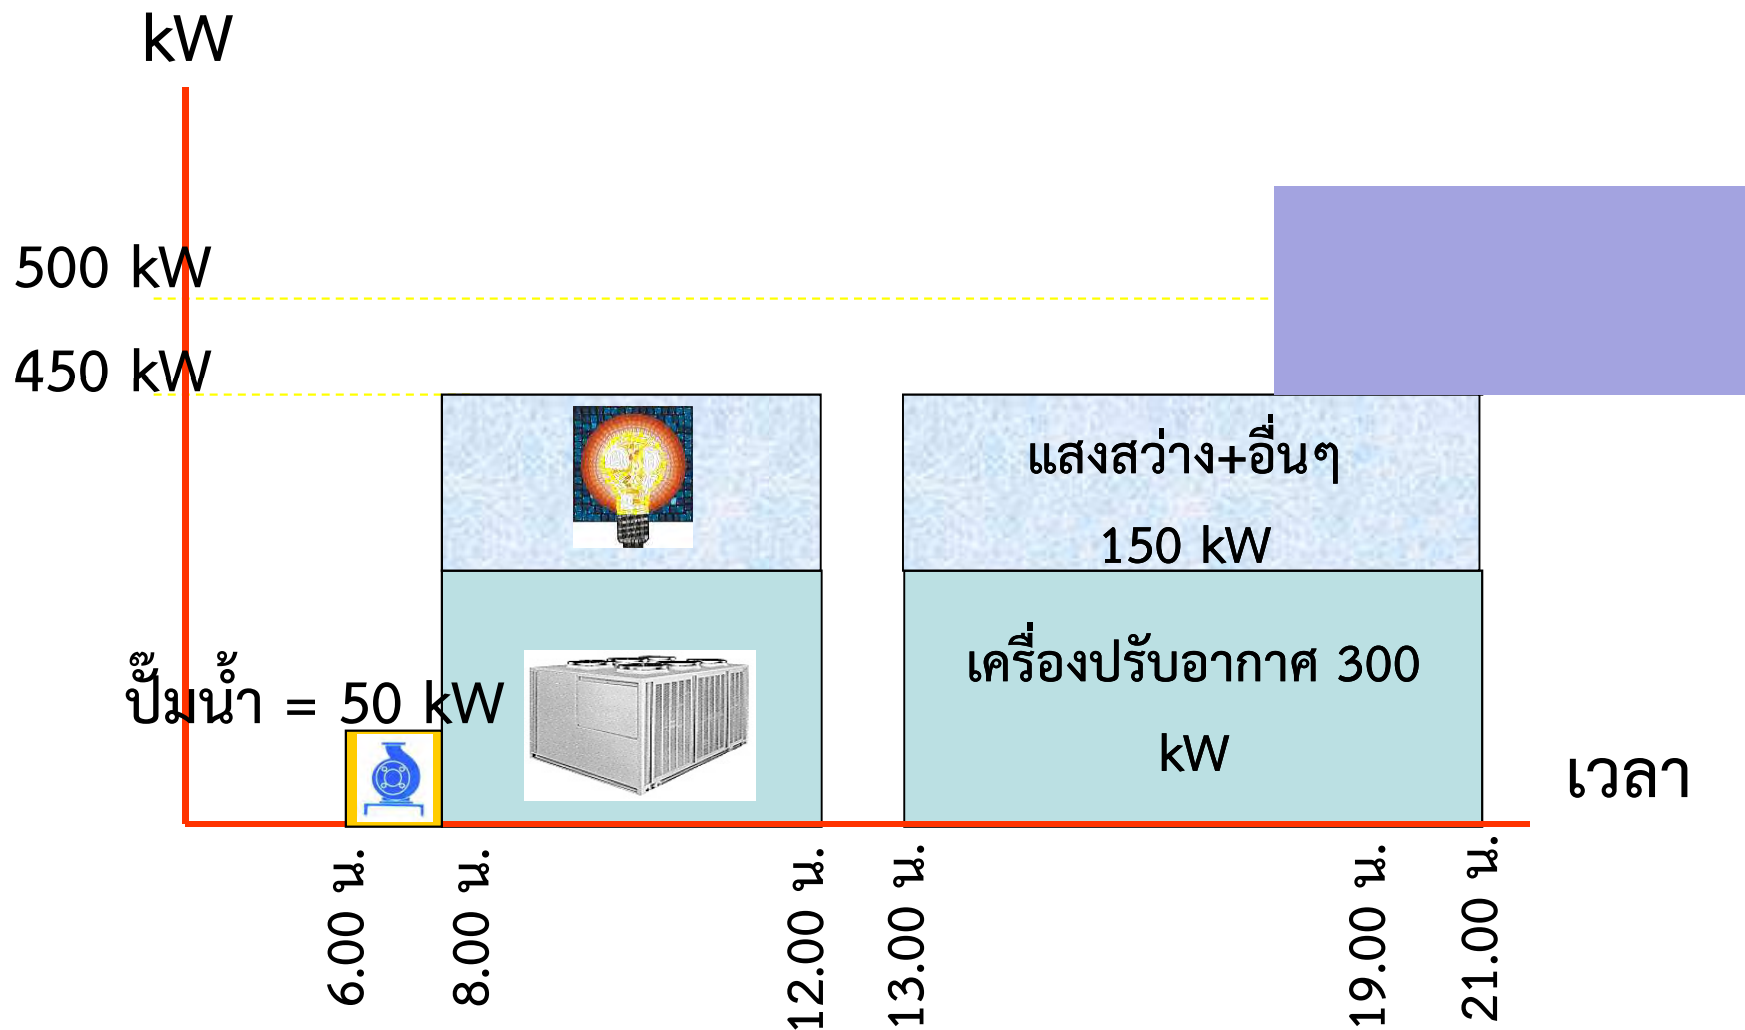 kW
500 kW
450 kW
แสงสว่าง+อื่นๆ
150 kW
เครื่องปรับอากาศ 300
kW
ปั๊มน้ำ = 50 kW
เวลา
6.00 น.
8.00 น.
12.00 น.
13.00 น.
19.00 น.
21.00 น.